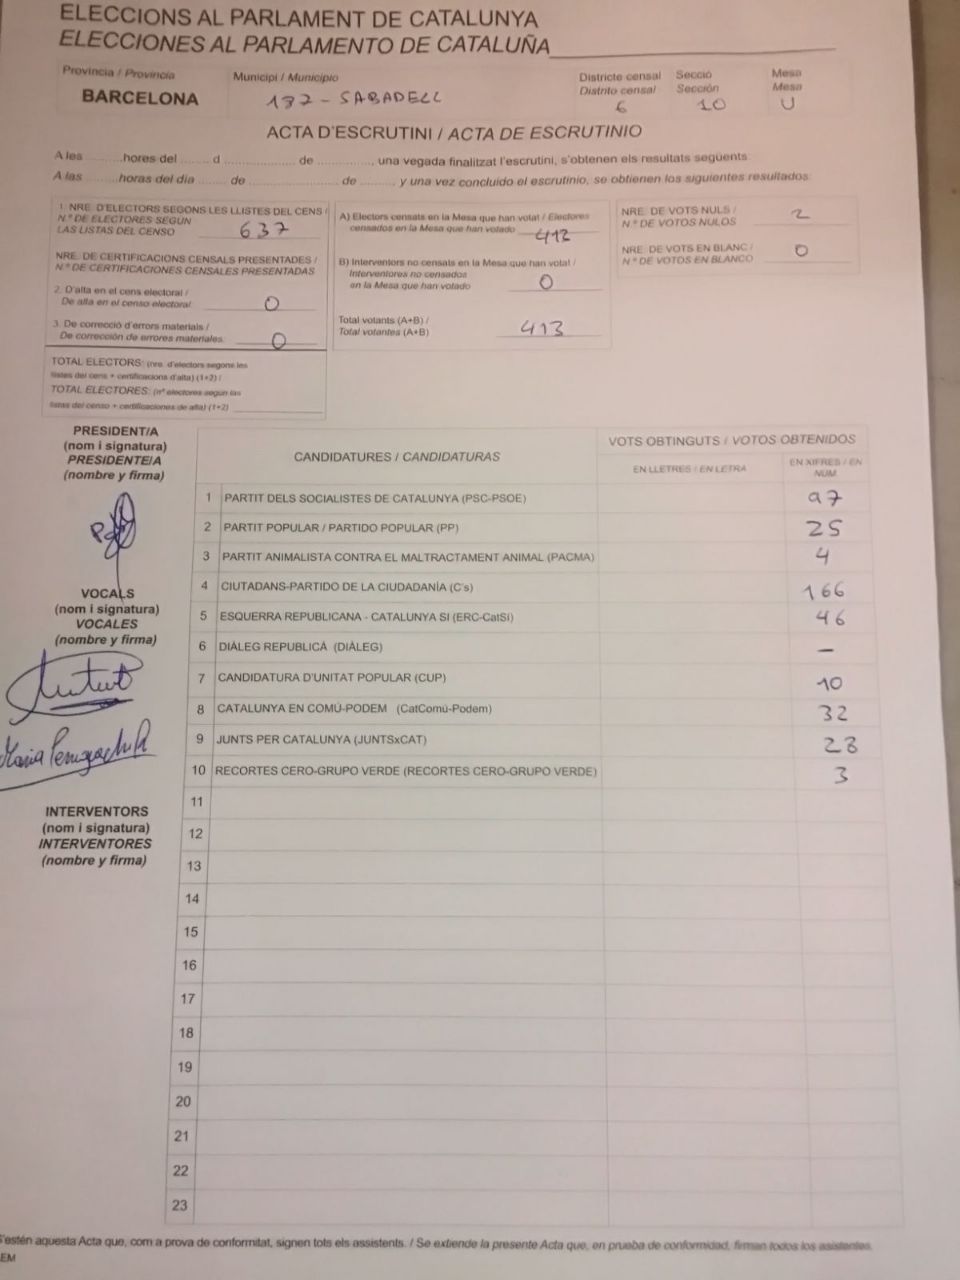 ELECCIONS AL PARLAMENT DE CATALUNYA
ELECCIONES AL PARLAMENTO DE CATALUÑA
Província / Provincia
BARCELONA
Municipi / Municipio
187 - SABADELL
Districte censal
Distrito censal
6
Secció
Sección
10
Mesa
Mesa
U
ACTA D'ESCRUTINI / ACTA DE ESCRUTINIO
A les ........hores del ........ d .................... de ..............., una vegada finalitzat l'escrutini, s'obtenen els resultats següents:
A las ........horas del día ........ de ......................... de ......... y una vez concluido el escrutinio, se obtienen los siguientes resultados:
1. NRE. D'ELECTORS SEGONS LES LLISTES DEL CENS /
N.º DE ELECTORES SEGÚN
LAS LISTAS DEL CENSO 637
NRE. DE CERTIFICACIONS CENSALS PRESENTADES /
N.º DE CERTIFICACIONES CENSALES PRESENTADAS
2. D'alta en el cens electoral /
De alta en el censo electoral: 0
3. De correcció d'errors materials /
De corrección de errores materiales: 0
TOTAL ELECTORS: (nre. d'electors segons les
llistes del cens + certificacions d'alta) (1+2) /
TOTAL ELECTORES: (nº electores según las
listas del censo + certificaciones de alta) (1+2)
A) Electors censats en la Mesa que han votat / Electores
censados en la Mesa que han votado 413
B) Interventors no censats en la Mesa que han votat /
Interventores no censados
en la Mesa que han votado 0
Total votants (A+B) /
Total votantes (A+B) 413
NRE. DE VOTS NULS /
N.º DE VOTOS NULOS 2
NRE. DE VOTS EN BLANC /
N.º DE VOTOS EN BLANCO 0
PRESIDENT/A
(nom i signatura)
PRESIDENTE/A
(nombre y firma)
VOCALS
(nom i signatura)
VOCALES
(nombre y firma)
INTERVENTORS
(nom i signatura)
INTERVENTORES
(nombre y firma)
CANDIDATURES / CANDIDATURAS
VOTS OBTINGUTS / VOTOS OBTENIDOS
EN LLETRES / EN LETRA
EN XIFRES / EN
NUM.
1 PARTIT DELS SOCIALISTES DE CATALUNYA (PSC-PSOE) 97
2 PARTIT POPULAR / PARTIDO POPULAR (PP) 25
3 PARTIT ANIMALISTA CONTRA EL MALTRACTAMENT ANIMAL (PACMA) 4
4 CIUTADANS-PARTIDO DE LA CIUDADANÍA (C's) 166
5 ESQUERRA REPUBLICANA - CATALUNYA SÍ (ERC-CatSí) 46
6 DIÀLEG REPUBLICÀ (DIÀLEG) –
7 CANDIDATURA D'UNITAT POPULAR (CUP) 10
8 CATALUNYA EN COMÚ-PODEM (CatComú-Podem) 32
9 JUNTS PER CATALUNYA (JUNTSxCAT) 28
10 RECORTES CERO-GRUPO VERDE (RECORTES CERO-GRUPO VERDE) 3
11
12
13
14
15
16
17
18
19
20
21
22
23
S'estén aquesta Acta que, com a prova de conformitat, signen tots els assistents. / Se extiende la presente Acta que, en prueba de conformidad, firman todos los asistentes.
EM